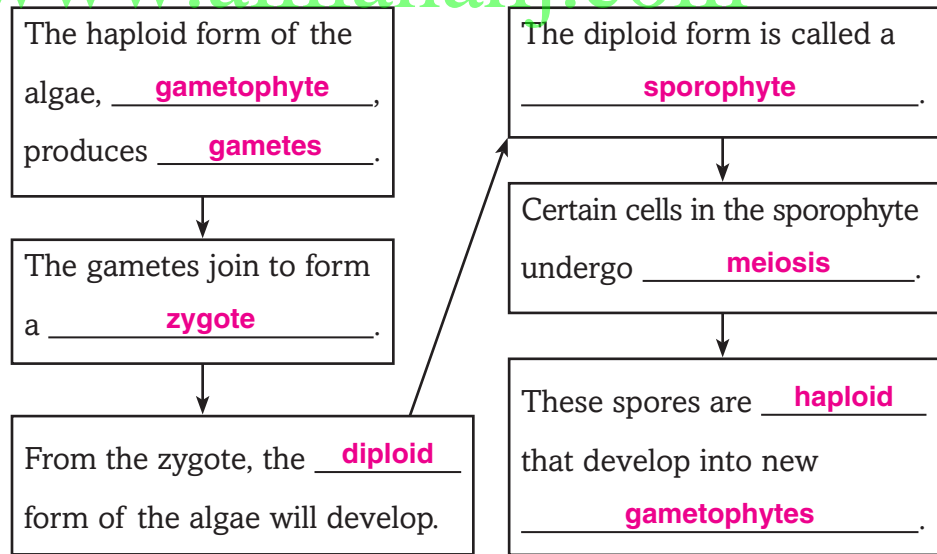 The haploid form of the
algae, gametophyte,
produces gametes.
The gametes join to form
a zygote.
From the zygote, the diploid
form of the algae will develop.
The diploid form is called a
sporophyte.
Certain cells in the sporophyte
undergo meiosis.
These spores are haploid
that develop into new
gametophytes.